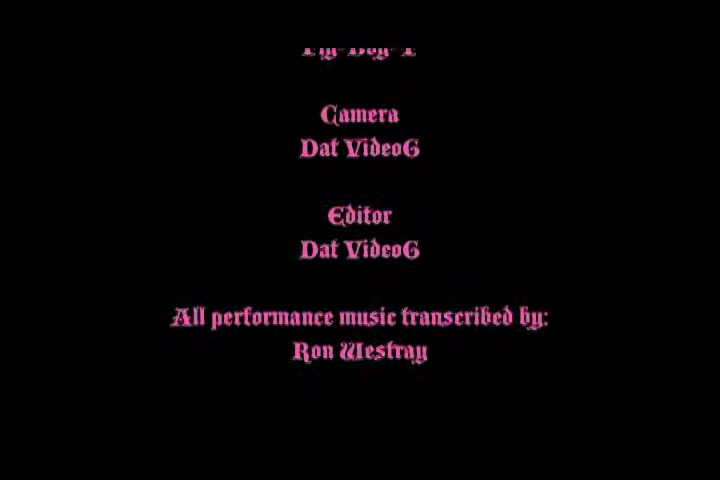 Camera
Dat VideoG
Editor
Dat VideoG
All performance music transcribed by:
Ron Westray